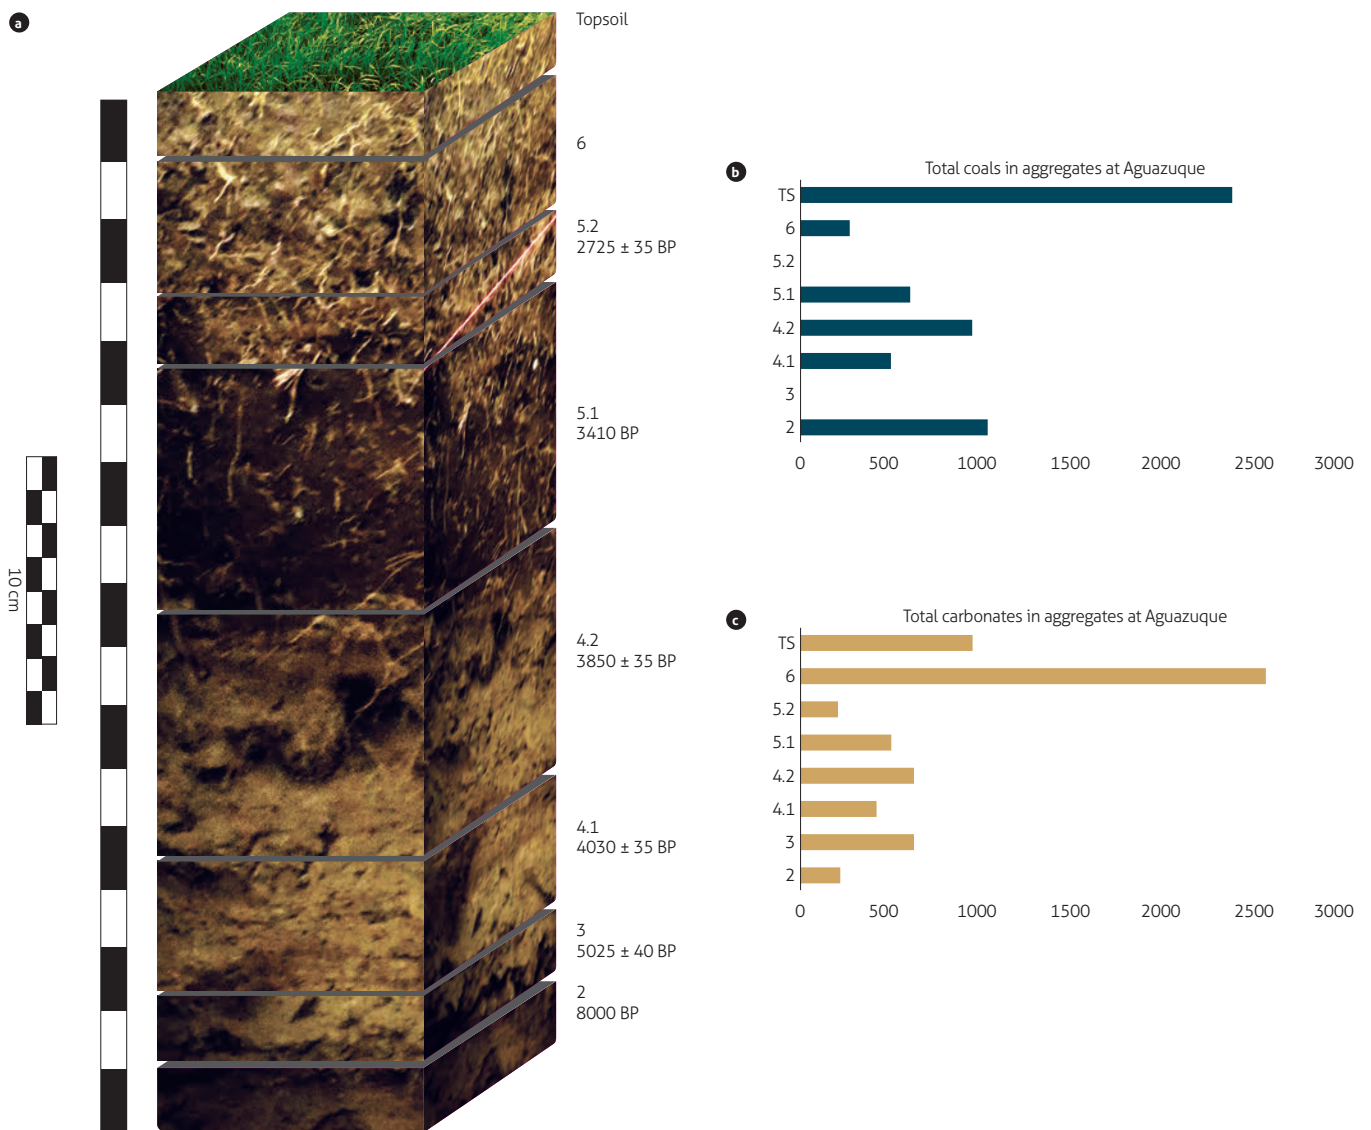 a
Topsoil
6
5.2
2725 ± 35 BP
5.1
3410 BP
4.2
3850 ± 35 BP
4.1
4030 ± 35 BP
3
5025 ± 40 BP
2
8000 BP
10 cm
b
Total coals in aggregates at Aguazuque
TS
6
5.2
5.1
4.2
4.1
3
2
0 500 1000 1500 2000 2500 3000
c
Total carbonates in aggregates at Aguazuque
TS
6
5.2
5.1
4.2
4.1
3
2
0 500 1000 1500 2000 2500 3000